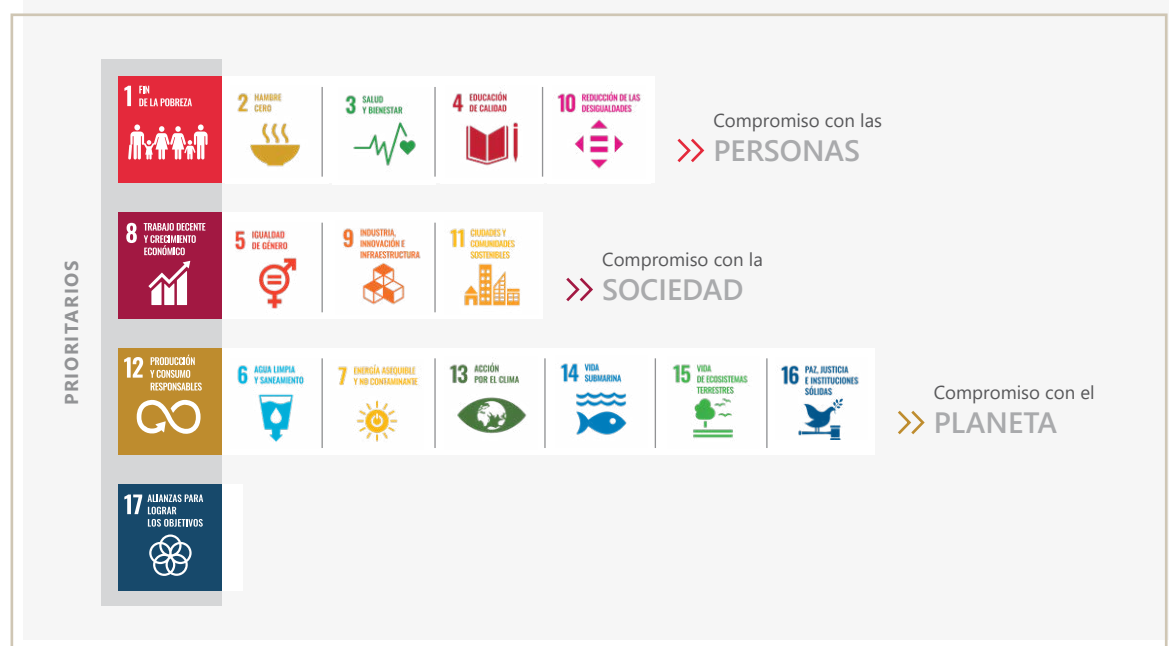 PRIORITARIOS
1 FIN
DE LA POBREZA
2 HAMBRE
CERO
3 SALUD
Y BIENESTAR
4 EDUCACIÓN
DE CALIDAD
10 REDUCCIÓN DE LAS
DESIGUALDADES
Compromiso con las
PERSONAS
8 TRABAJO DECENTE
Y CRECIMIENTO
ECONÓMICO
5 IGUALDAD
DE GÉNERO
9 INDUSTRIA,
INNOVACIÓN E
INFRAESTRUCTURA
11 CIUDADES Y
COMUNIDADES
SOSTENIBLES
Compromiso con la
SOCIEDAD
12 PRODUCCIÓN
Y CONSUMO
RESPONSABLES
6 AGUA LIMPIA
Y SANEAMIENTO
7 ENERGÍA ASEQUIBLE
Y NO CONTAMINANTE
13 ACCIÓN
POR EL CLIMA
14 VIDA
SUBMARINA
15 VIDA
DE ECOSISTEMAS
TERRESTRES
16 PAZ, JUSTICIA
E INSTITUCIONES
SÓLIDAS
Compromiso con el
PLANETA
17 ALIANZAS PARA
LOGRAR
LOS OBJETIVOS